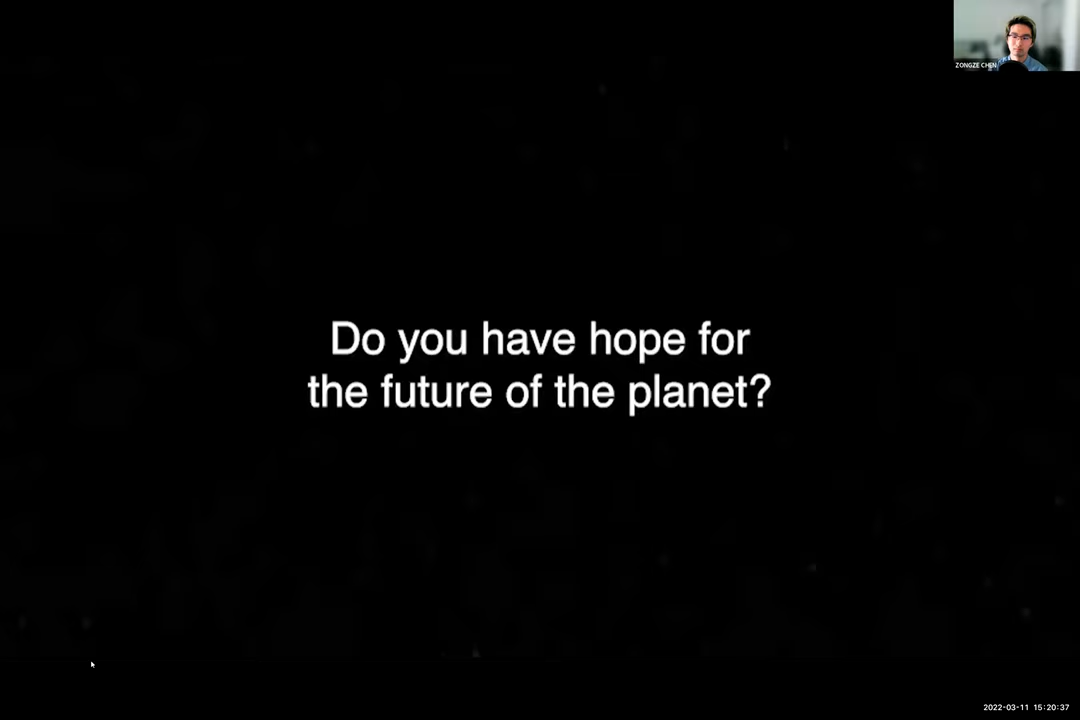 ZONGZE CHEN
Do you have hope for
the future of the planet?
2022-03-11 15:20:37